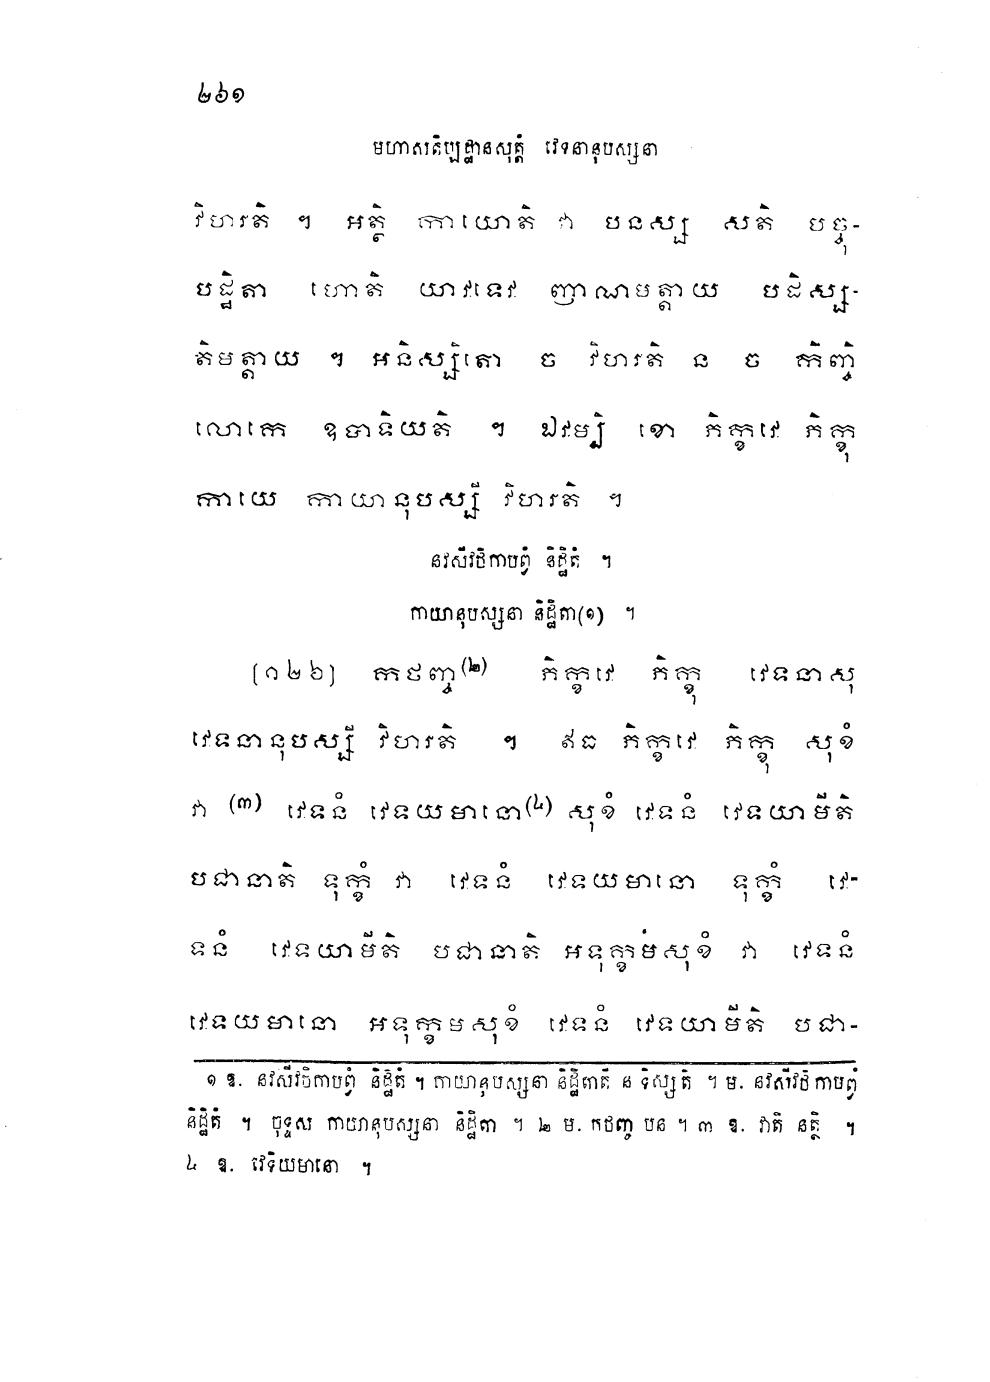 ២៦១
មហាសតិប្បដ្ឋានសុត្តំ វេទនានុបស្សនា
វិហរតិ ។ អត្ថិ កាយោតិ វា បនស្ស សតិ បច្ចុ-
បដ្ឋិតា ហោតិ យាវទេវ ញាណមត្តាយ បដិស្ស-
តិមត្តាយ ។ អនិស្សិតោ ច វិហរតិ ន ច កិញ្ចិ
លោកេ ឧបាទិយតិ ។ ឯវម្បិ ខោ ភិក្ខវេ ភិក្ខុ
កាយេ កាយានុបស្សី វិហរតិ ។
នវសីវថិកាបព្វំ និដ្ឋិតំ ។
កាយានុបស្សនា និដ្ឋិតា(១) ។
[១២៦] កថញ្ច(២) ភិក្ខវេ ភិក្ខុ វេទនាសុ
វេទនានុបស្សី វិហរតិ ។ ឥធ ភិក្ខវេ ភិក្ខុ សុខំ
វា (៣) វេទនំ វេទយមានោ(៤) សុខំ វេទនំ វេទយាមីតិ
បជានាតិ ទុក្ខំ វា វេទនំ វេទយមានោ ទុក្ខំ វេ-
ទនំ វេទយាមីតិ បជានាតិ អទុក្ខមសុខំ វា វេទនំ
វេទយមានោ អទុក្ខមសុខំ វេទនំ វេទយាមីតិ បជា-
១ ឧ. នវសីវថិកាបព្វំ និដ្ឋិតំ ។ កាយានុបស្សនា និដ្ឋិតាតិ ន ទិស្សតិ ។ ម. នវសីវថិកាបព្វំ
និដ្ឋិតំ ។ ចុទ្ទស កាយានុបស្សនា និដ្ឋិតា ។ ២ ម. កថញ្ច បន ។ ៣ ឧ. វាតិ នត្ថិ ។
៤ ឧ. វេទិយមានោ ។